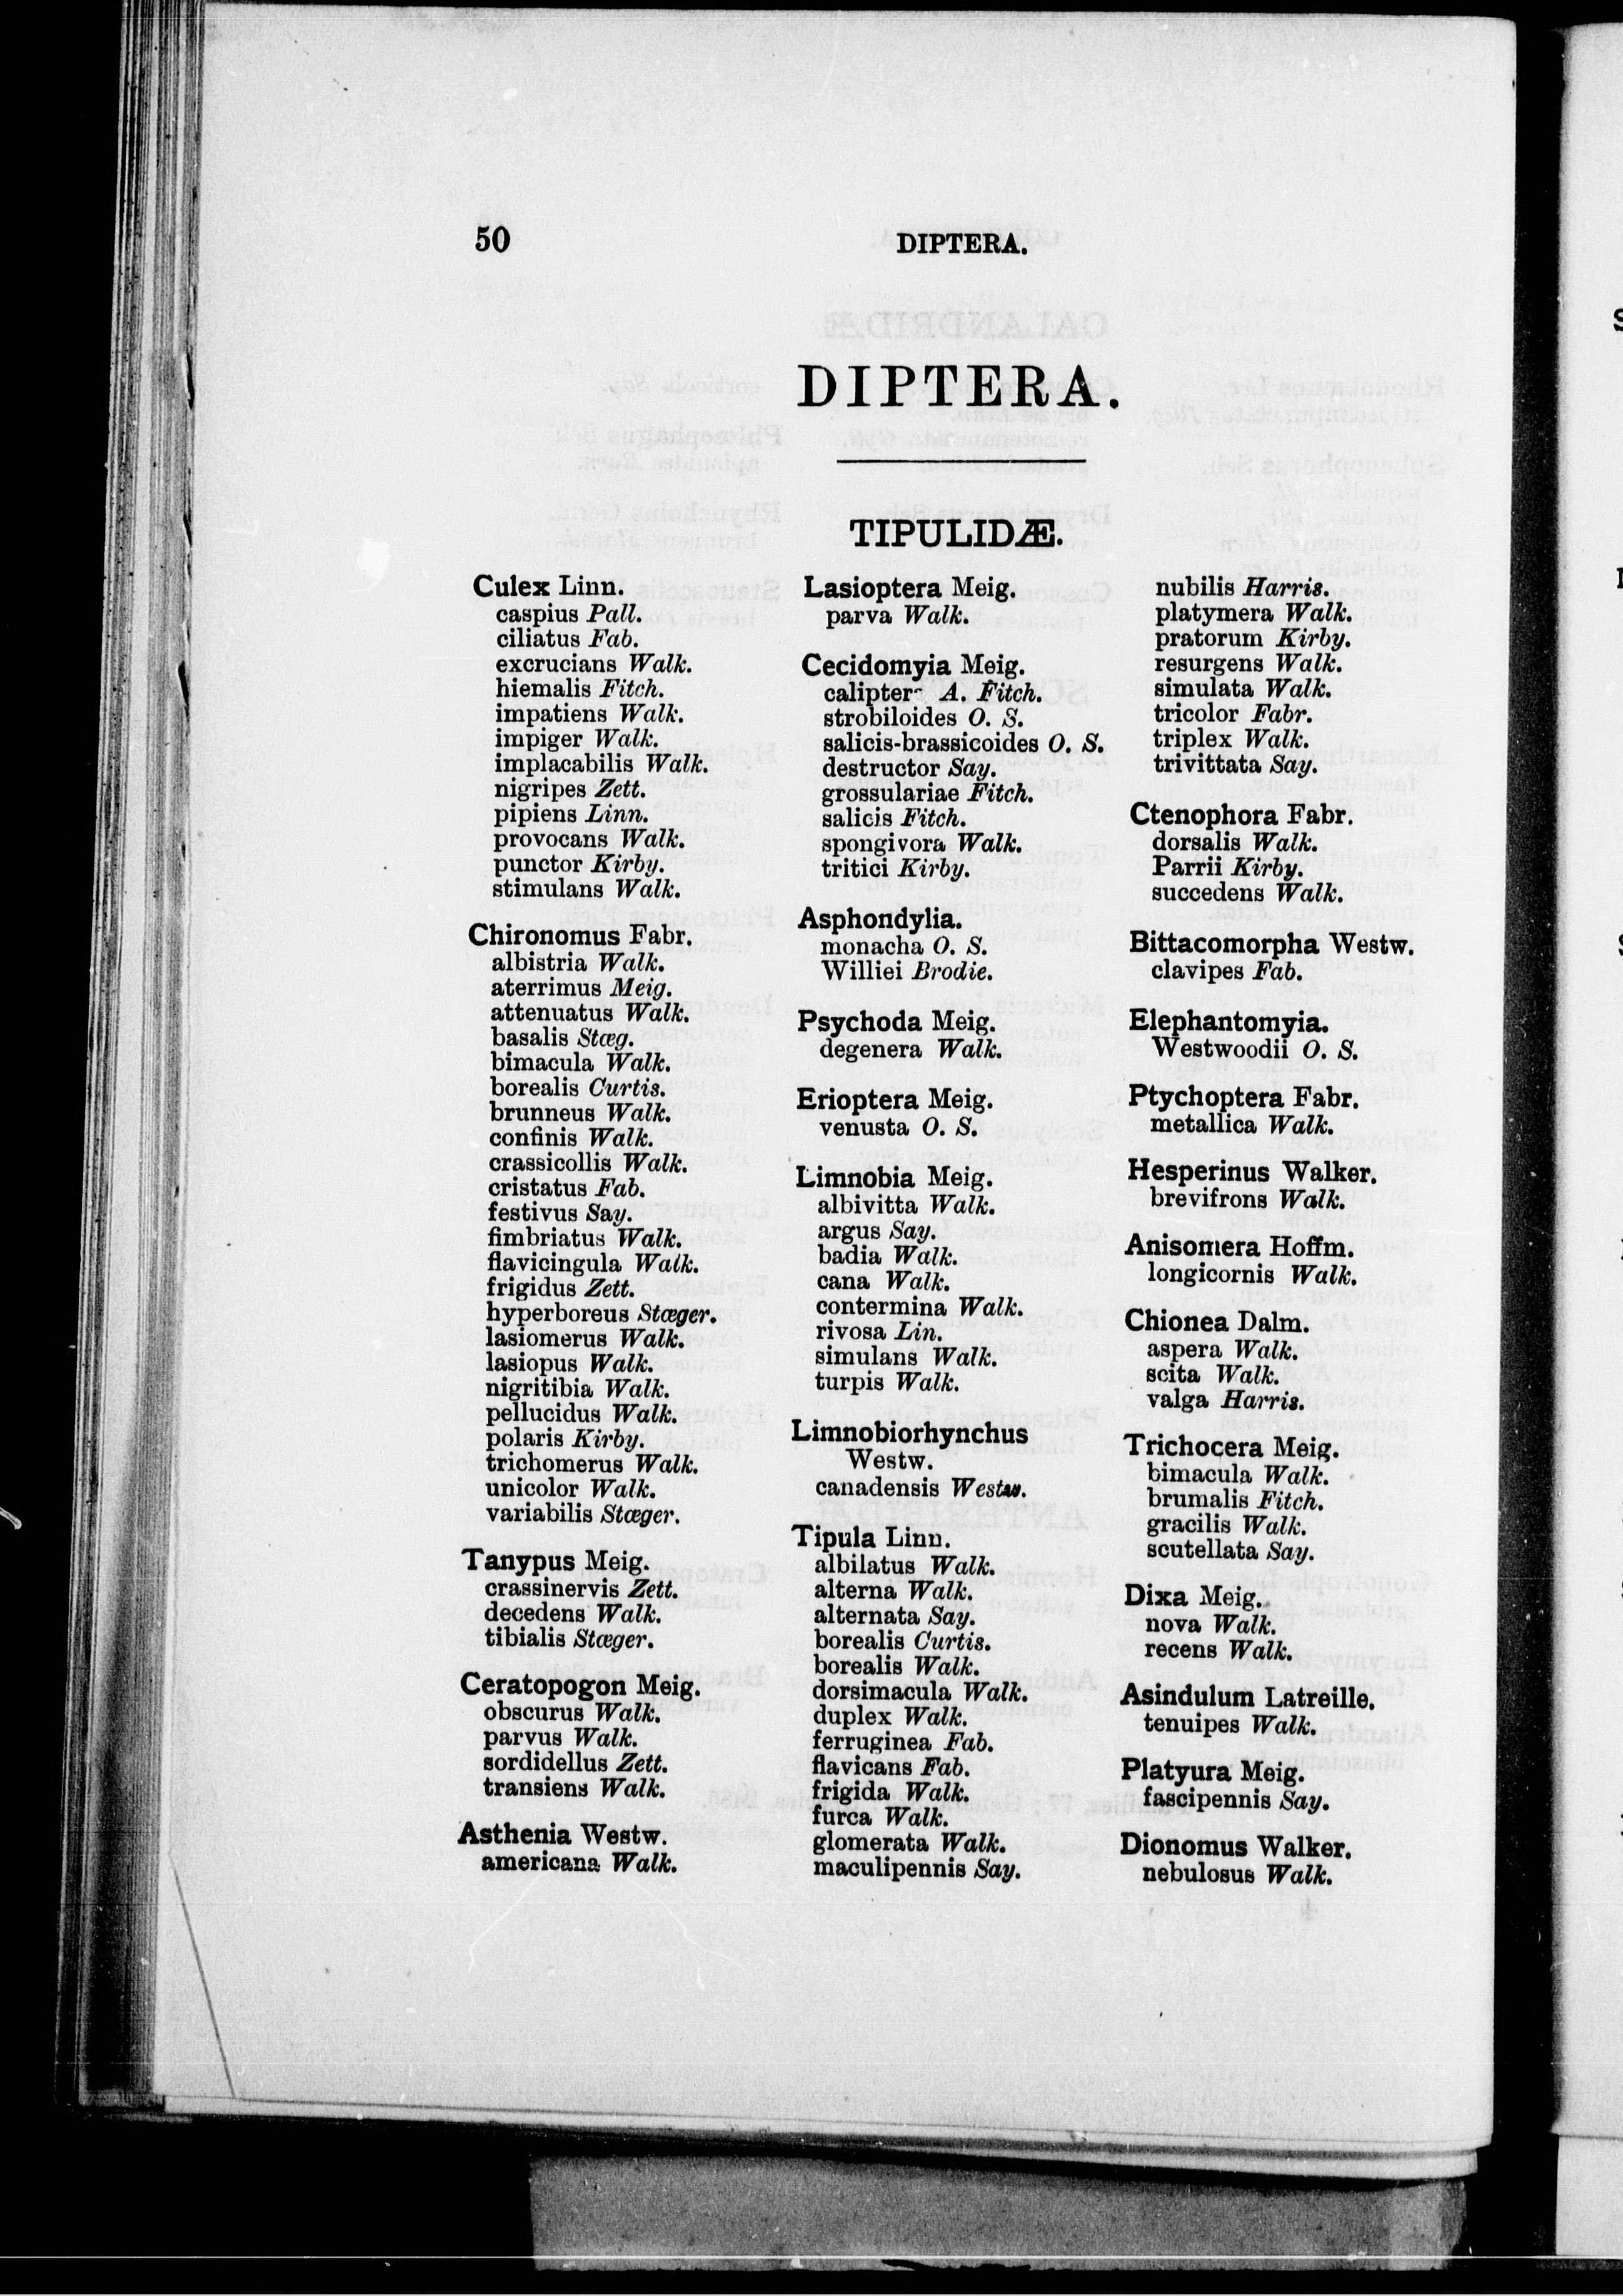 50
DIPTERA.
DIPTERA.
TIPULIDÆ.
Culex Linn.
caspius Pall.
ciliatus Fab.
excrucians Walk.
hiemalis Fitch.
impatiens Walk.
impiger Walk.
implacabilis Walk.
nigripes Zett.
pipiens Linn.
provocans Walk.
punctor Kirby.
stimulans Walk.
Chironomus Fabr.
albistria Walk.
aterrimus Meig.
attenuatus Walk.
basalis Stæg.
bimacula Walk.
borealis Curtis.
brunneus Walk.
confinis Walk.
crassicollis Walk.
cristatus Fab.
festivus Say.
fimbriatus Walk.
flavicingula Walk.
frigidus Zett.
hyperboreus Stæger.
lasiomerus Walk.
lasiopus Walk.
nigritibia Walk.
pellucidus Walk.
polaris Kirby.
trichomerus Walk.
unicolor Walk.
variabilis Stæger.
Tanypus Meig.
crassinervis Zett.
decedens Walk.
tibialis Stæger.
Ceratopogon Meig.
obscurus Walk.
parvus Walk.
sordidellus Zett.
transiens Walk.
Asthenia Westw.
americana Walk.
Lasioptera Meig.
parva Walk.
Cecidomyia Meig.
calipter A. Fitch.
strobiloides O. S.
salicis-brassicoides O. S.
destructor Say.
grossulariae Fitch.
salicis Fitch.
spongivora Walk.
tritici Kirby.
Asphondylia.
monacha O. S.
Williei Brodie.
Psychoda Meig.
degenera Walk.
Erioptera Meig.
venusta O. S.
Limnobia Meig.
albivitta Walk.
argus Say.
badia Walk.
cana Walk.
contermina Walk.
rivosa Lin.
simulans Walk.
turpis Walk.
Limnobiorhynchus
Westw.
canadensis Westw.
Tipula Linn.
albilatus Walk.
alterna Walk.
alternata Say.
borealis Curtis.
borealis Walk.
dorsimacula Walk.
duplex Walk.
ferruginea Fab.
flavicans Fab.
frigida Walk.
furca Walk.
glomerata Walk.
maculipennis Say.
nubilis Harris.
platymera Walk.
pratorum Kirby.
resurgens Walk.
simulata Walk.
tricolor Fabr.
triplex Walk.
trivittata Say.
Ctenophora Fabr.
dorsalis Walk.
Parrii Kirby.
succedens Walk.
Bittacomorpha Westw.
clavipes Fab.
Elephantomyia.
Westwoodii O. S.
Ptychoptera Fabr.
metallica Walk.
Hesperinus Walker.
brevifrons Walk.
Anisomera Hoffm.
longicornis Walk.
Chionea Dalm.
aspera Walk.
scita Walk.
valga Harris.
Trichocera Meig.
bimacula Walk.
brumalis Fitch.
gracilis Walk.
scutellata Say.
Dixa Meig.
nova Walk.
recens Walk.
Asindulum Latreille.
tenuipes Walk.
Platyura Meig.
fascipennis Say.
Dionomus Walker.
nebulosus Walk.